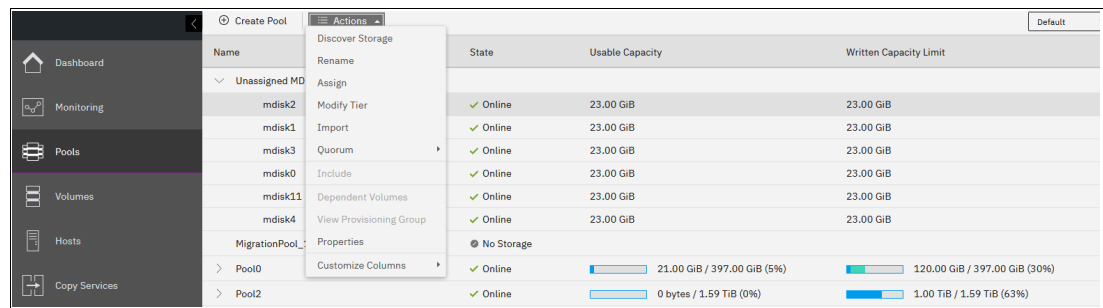 Create Pool Actions Default
Name State Usable Capacity Written Capacity Limit
Discover Storage
Rename
Assign
Modify Tier
Import
Quorum
Include
Dependent Volumes
View Provisioning Group
Properties
Customize Columns
Dashboard
Monitoring
Pools
Volumes
Hosts
Copy Services
Unassigned MD
mdisk2 Online 23.00 GiB 23.00 GiB
mdisk1 Online 23.00 GiB 23.00 GiB
mdisk3 Online 23.00 GiB 23.00 GiB
mdisk0 Online 23.00 GiB 23.00 GiB
mdisk11 Online 23.00 GiB 23.00 GiB
mdisk4 Online 23.00 GiB 23.00 GiB
MigrationPool_ No Storage
Pool0 Online 21.00 GiB / 397.00 GiB (5%) 120.00 GiB / 397.00 GiB (30%)
Pool2 Online 0 bytes / 1.59 TiB (0%) 1.00 TiB / 1.59 TiB (63%)